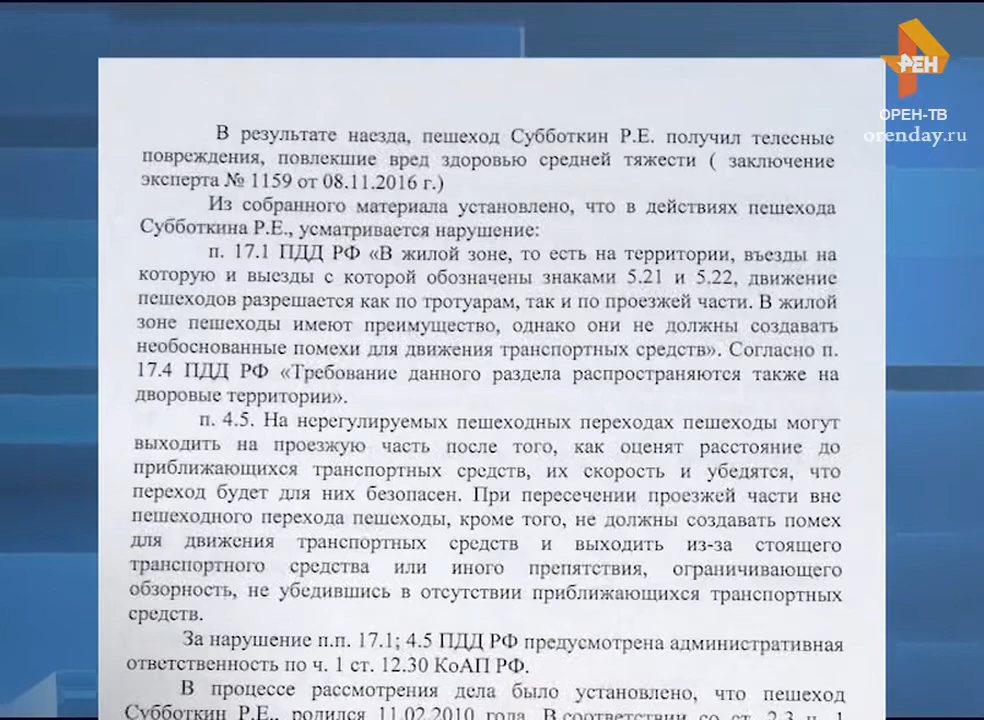 РЕН
ОРЕН-ТВ
orenday.ru
В результате наезда, пешеход Субботкин Р.Е. получил телесные
повреждения, повлекшие вред здоровью средней тяжести ( заключение
эксперта № 1159 от 08.11.2016 г.)
Из собранного материала установлено, что в действиях пешехода
Субботкина Р.Е., усматривается нарушение:
п. 17.1 ПДД РФ «В жилой зоне, то есть на территории, въезды на
которую и выезды с которой обозначены знаками 5.21 и 5.22, движение
пешеходов разрешается как по тротуарам, так и по проезжей части. В жилой
зоне пешеходы имеют преимущество, однако они не должны создавать
необоснованные помехи для движения транспортных средств». Согласно п.
17.4 ПДД РФ «Требование данного раздела распространяются также на
дворовые территории».
п. 4.5. На нерегулируемых пешеходных переходах пешеходы могут
выходить на проезжую часть после того, как оценят расстояние до
приближающихся транспортных средств, их скорость и убедятся, что
переход будет для них безопасен. При пересечении проезжей части вне
пешеходного перехода пешеходы, кроме того, не должны создавать помех
для движения транспортных средств и выходить из-за стоящего
транспортного средства или иного препятствия, ограничивающего
обзорность, не убедившись в отсутствии приближающихся транспортных
средств.
За нарушение п.п. 17.1; 4.5 ПДД РФ предусмотрена административная
ответственность по ч. 1 ст. 12.30 КоАП РФ.
В процессе рассмотрения дела было установлено, что пешеход
Субботкин Р.Е., родился 11.02.2010 года. В соответствии со ст. 2.3 ч. 1